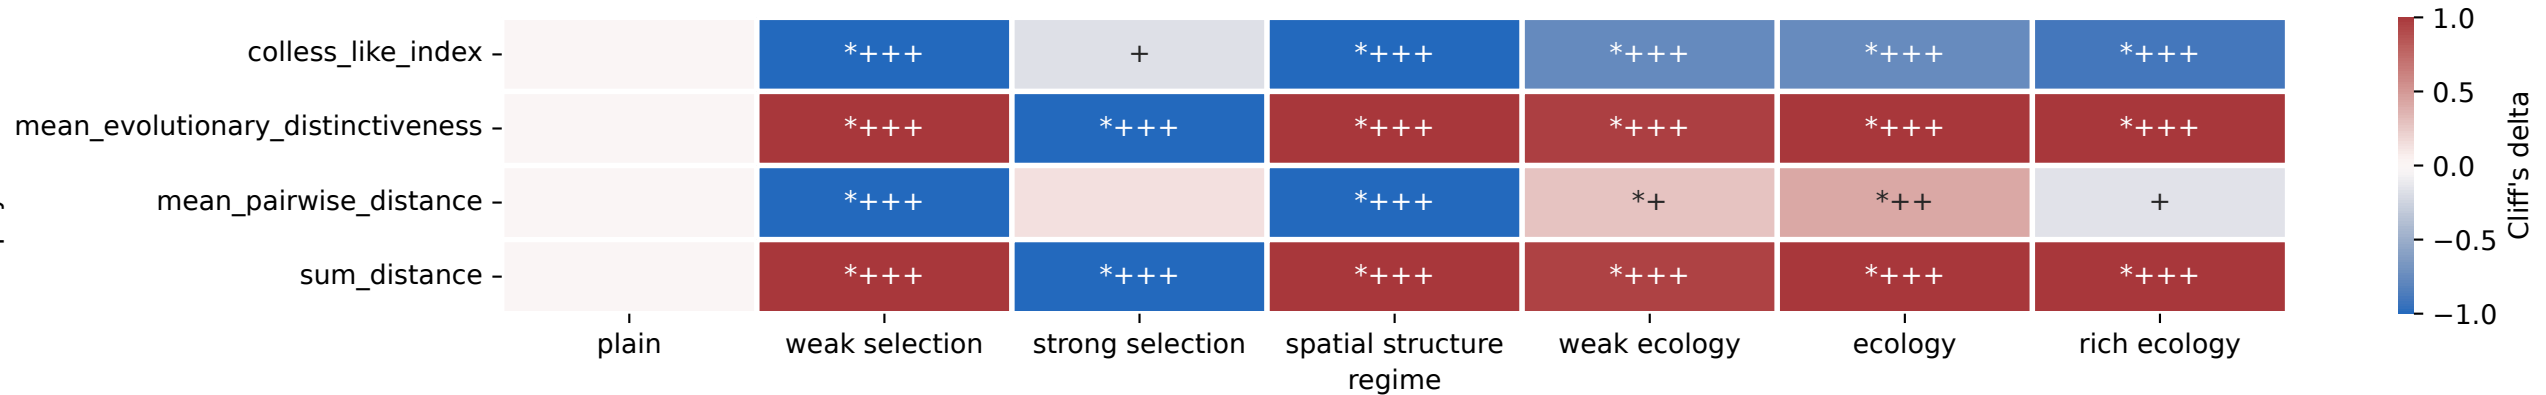 colless_like_index *+++ + *+++ *+++ *+++ *+++
mean_evolutionary_distinctiveness *+++ *+++ *+++ *+++ *+++ *+++
mean_pairwise_distance *+++ *+++ *+ *++ +
sum_distance *+++ *+++ *+++ *+++ *+++ *+++
plain weak selection strong selection spatial structure weak ecology ecology rich ecology
regime
1.0
0.5
0.0
−0.5
−1.0
Cliff's delta